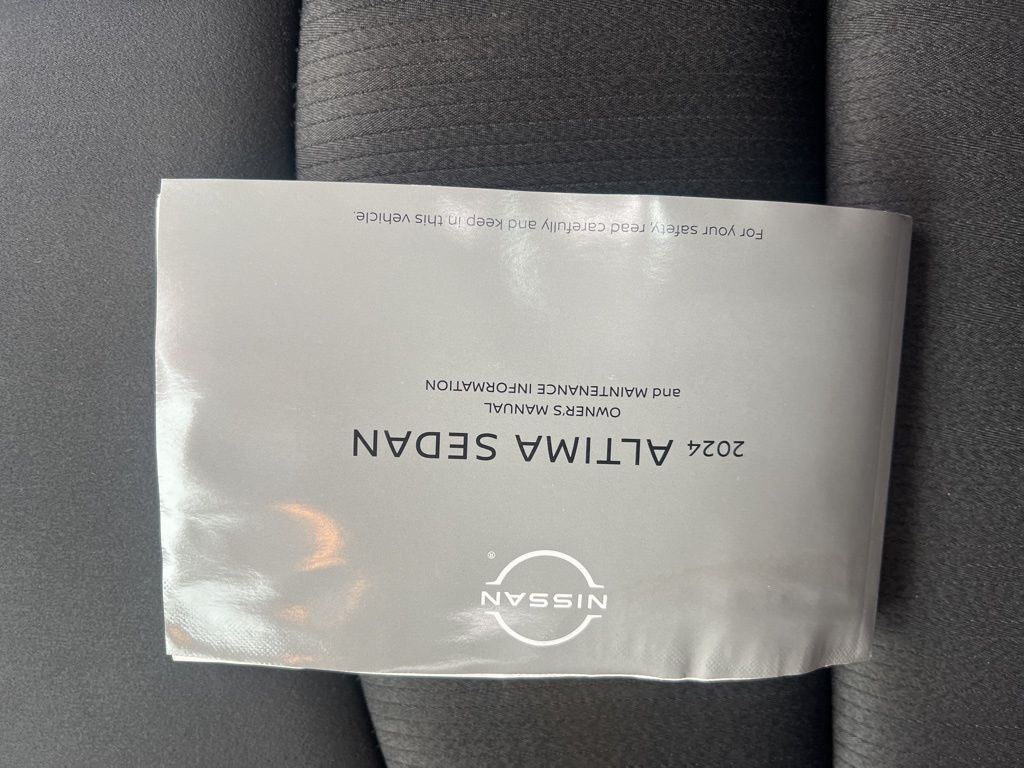 NISSAN
®
2024 ALTIMA SEDAN
OWNER'S MANUAL
and MAINTENANCE INFORMATION
For your safety, read carefully and keep in this vehicle.